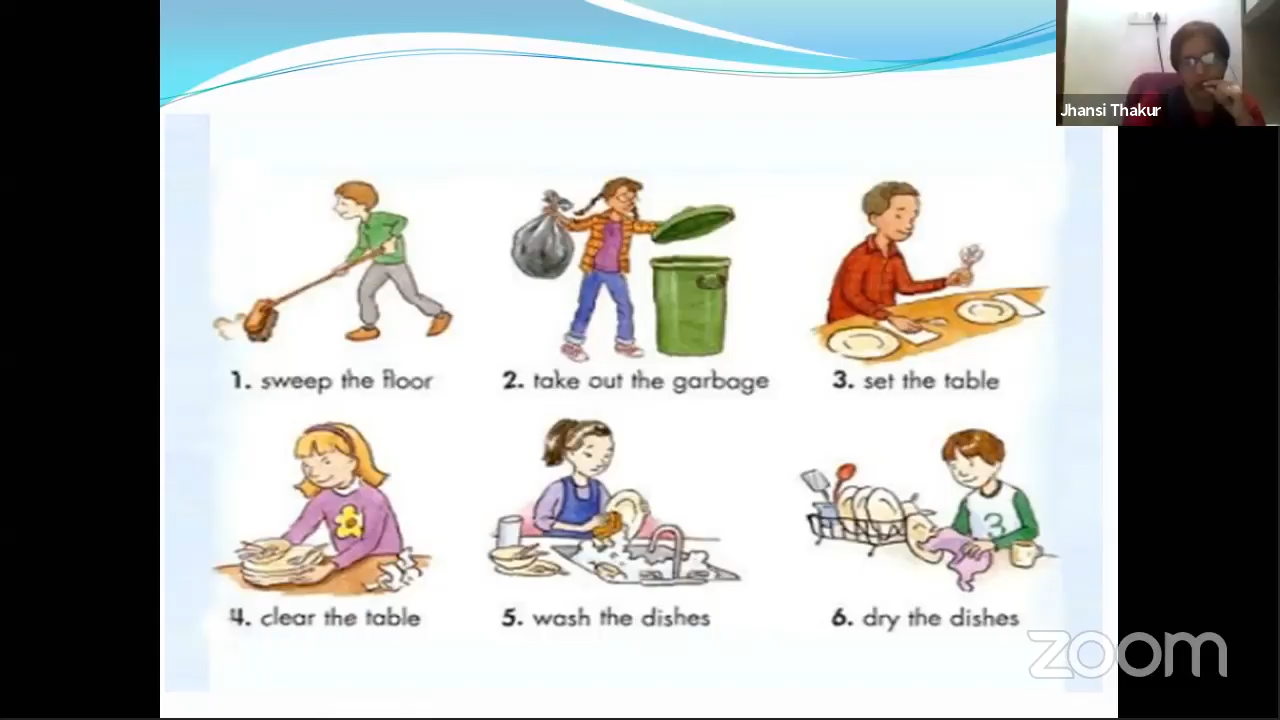 Jhansi Thakur
1. sweep the floor
2. take out the garbage
3. set the table
4. clear the table
5. wash the dishes
6. dry the dishes
3
zoom